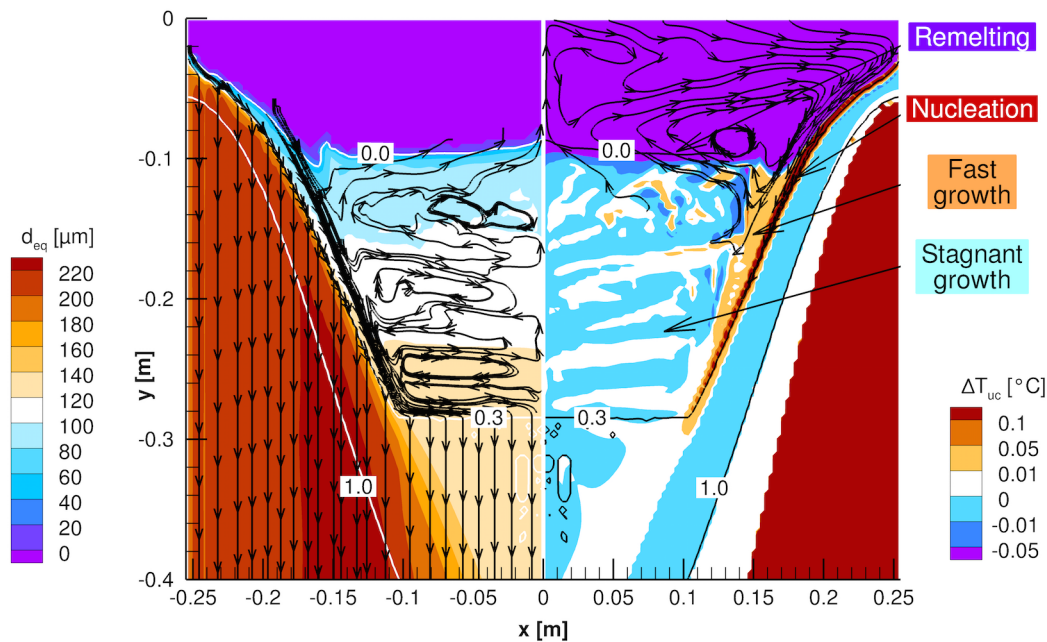 Remelting
Nucleation
Fast
growth
Stagnant
growth
d_eq [µm]
220
200
180
160
140
120
100
80
60
40
20
0
ΔT_uc [°C]
0.1
0.05
0.01
0
-0.01
-0.05
0
-0.1
-0.2
-0.3
-0.4
y [m]
0.0
0.0
0.3
0.3
1.0
1.0
-0.25 -0.2 -0.15 -0.1 -0.05 0 0.05 0.1 0.15 0.2 0.25
x [m]